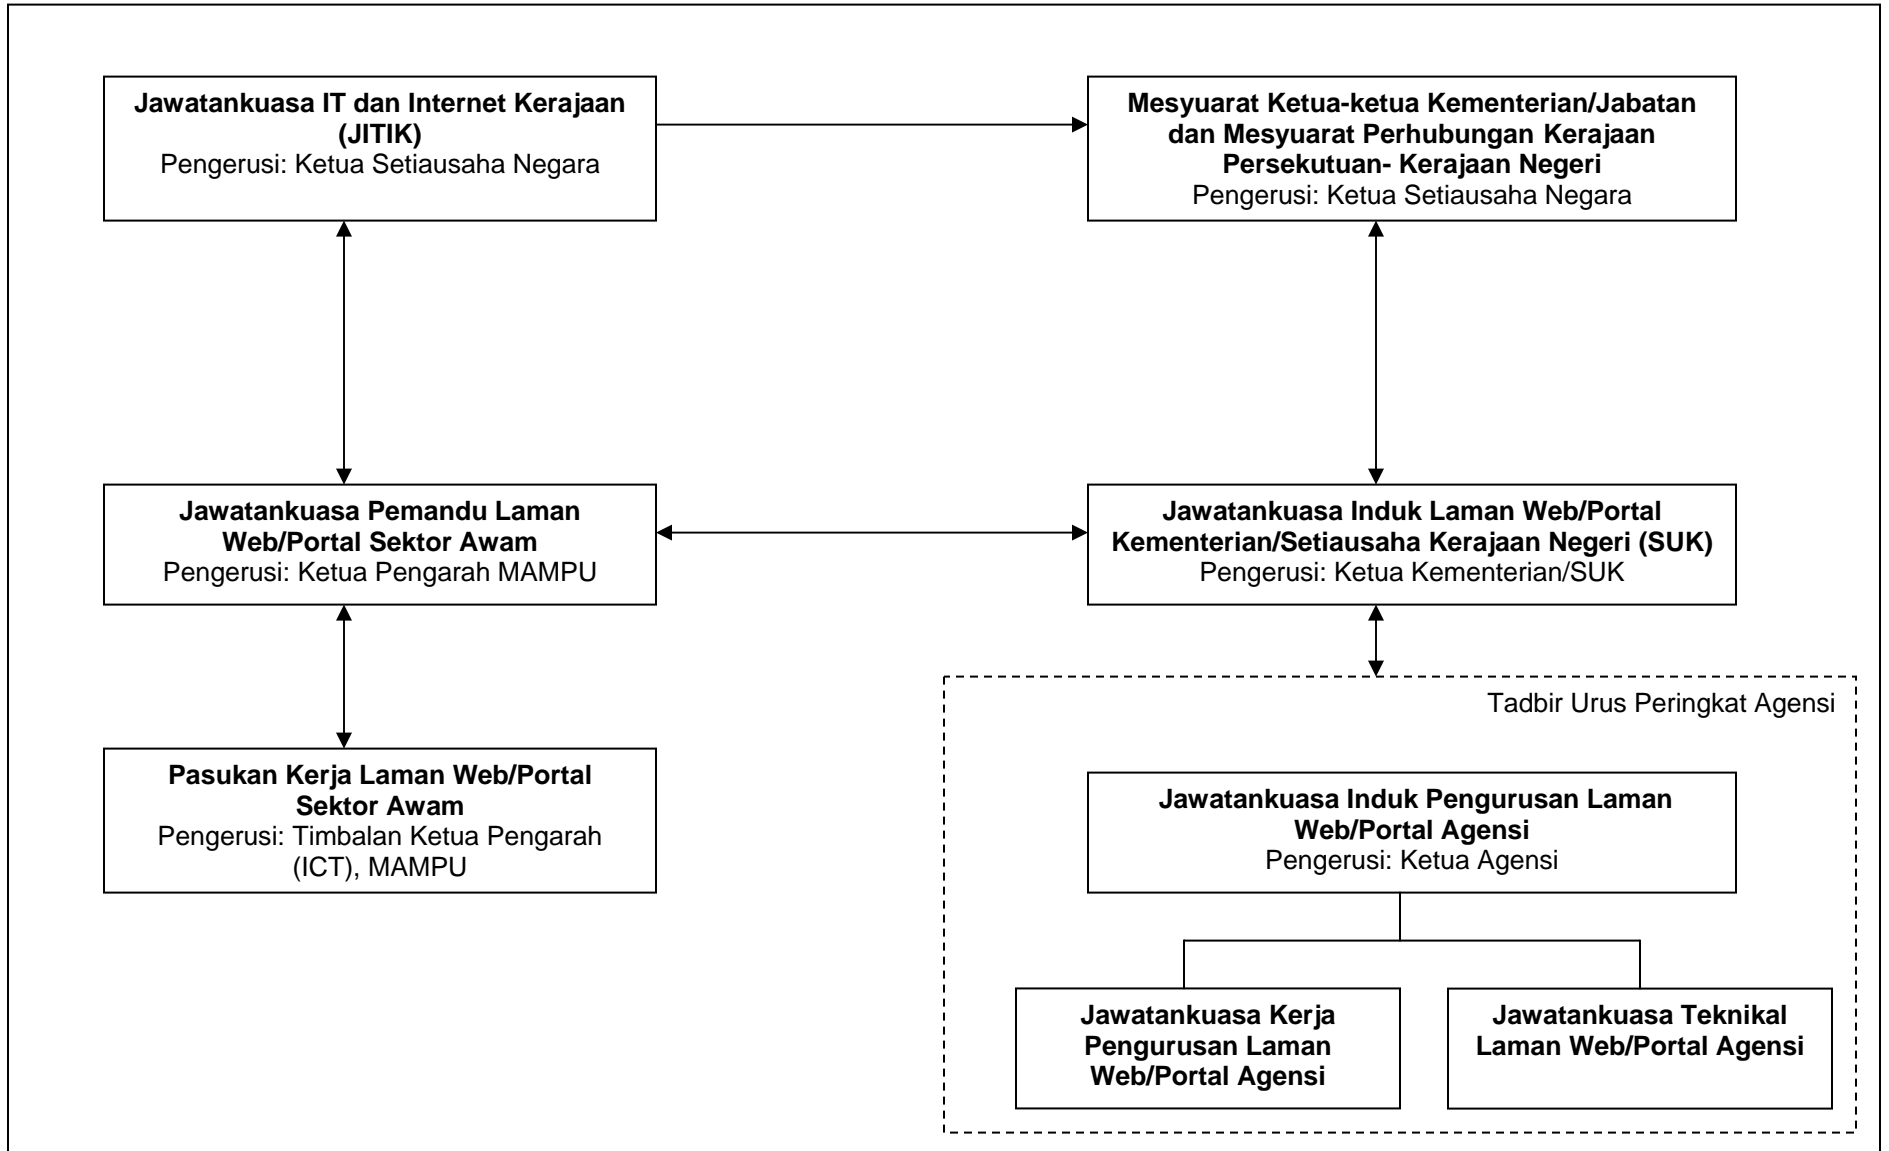 Jawatankuasa IT dan Internet Kerajaan
(JITIK)
Pengerusi: Ketua Setiausaha Negara
Mesyuarat Ketua-ketua Kementerian/Jabatan
dan Mesyuarat Perhubungan Kerajaan
Persekutuan- Kerajaan Negeri
Pengerusi: Ketua Setiausaha Negara
Jawatankuasa Pemandu Laman
Web/Portal Sektor Awam
Pengerusi: Ketua Pengarah MAMPU
Jawatankuasa Induk Laman Web/Portal
Kementerian/Setiausaha Kerajaan Negeri (SUK)
Pengerusi: Ketua Kementerian/SUK
Pasukan Kerja Laman Web/Portal
Sektor Awam
Pengerusi: Timbalan Ketua Pengarah
(ICT), MAMPU
Tadbir Urus Peringkat Agensi
Jawatankuasa Induk Pengurusan Laman
Web/Portal Agensi
Pengerusi: Ketua Agensi
Jawatankuasa Kerja
Pengurusan Laman
Web/Portal Agensi
Jawatankuasa Teknikal
Laman Web/Portal Agensi